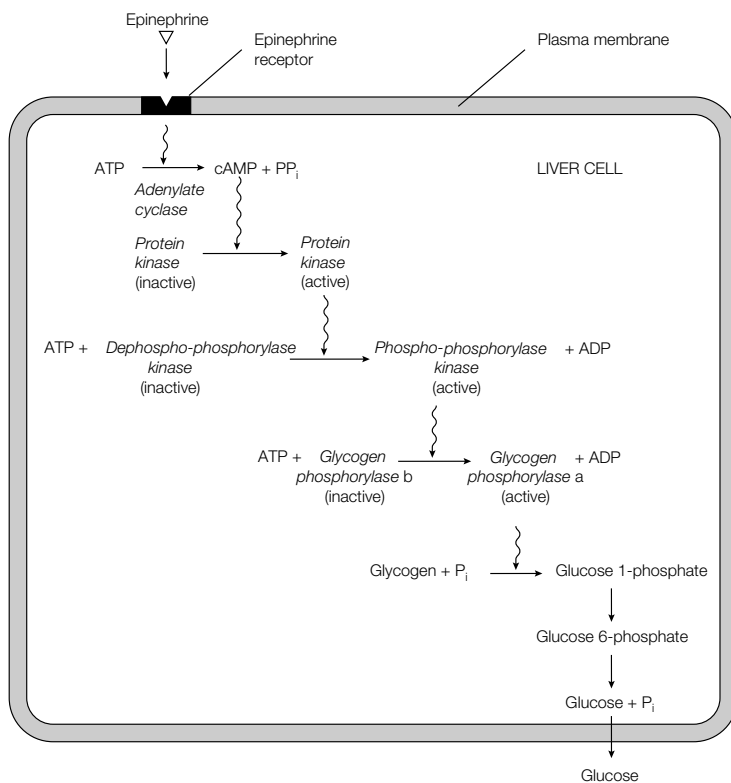 Epinephrine
Epinephrine
receptor
Plasma membrane
ATP
cAMP + PPi
LIVER CELL
Adenylate
cyclase
Protein
kinase
(inactive)
Protein
kinase
(active)
ATP +
Dephospho-phosphorylase
kinase
(inactive)
Phospho-phosphorylase
kinase
(active)
+ ADP
ATP +
Glycogen
phosphorylase b
(inactive)
Glycogen
phosphorylase a
(active)
+ ADP
Glycogen + Pi
Glucose 1-phosphate
Glucose 6-phosphate
Glucose + Pi
Glucose